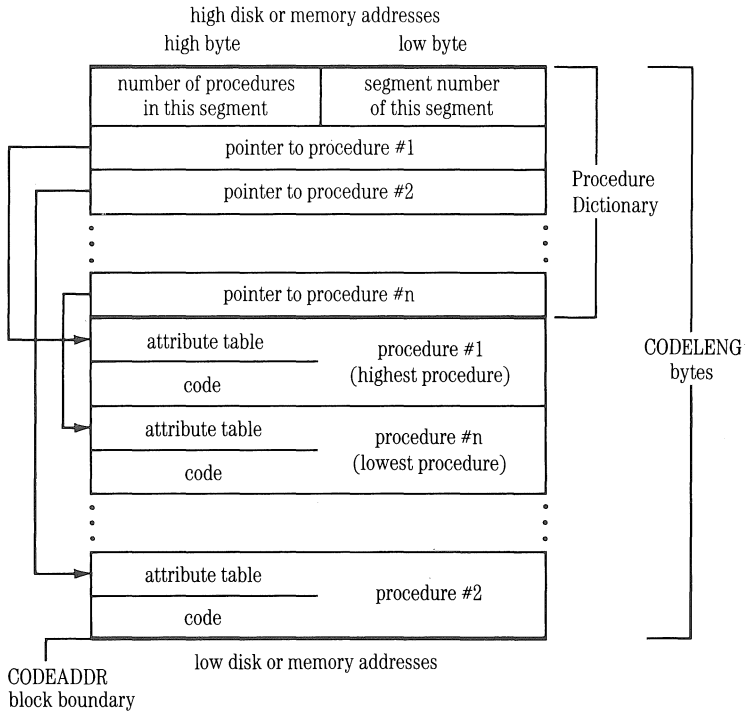 high disk or memory addresses
high byte low byte
number of procedures
in this segment
segment number
of this segment
pointer to procedure #1
pointer to procedure #2
Procedure
Dictionary
pointer to procedure #n
attribute table
code
procedure #1
(highest procedure)
CODELENG
bytes
attribute table
code
procedure #n
(lowest procedure)
attribute table
code
procedure #2
low disk or memory addresses
CODEADDR
block boundary